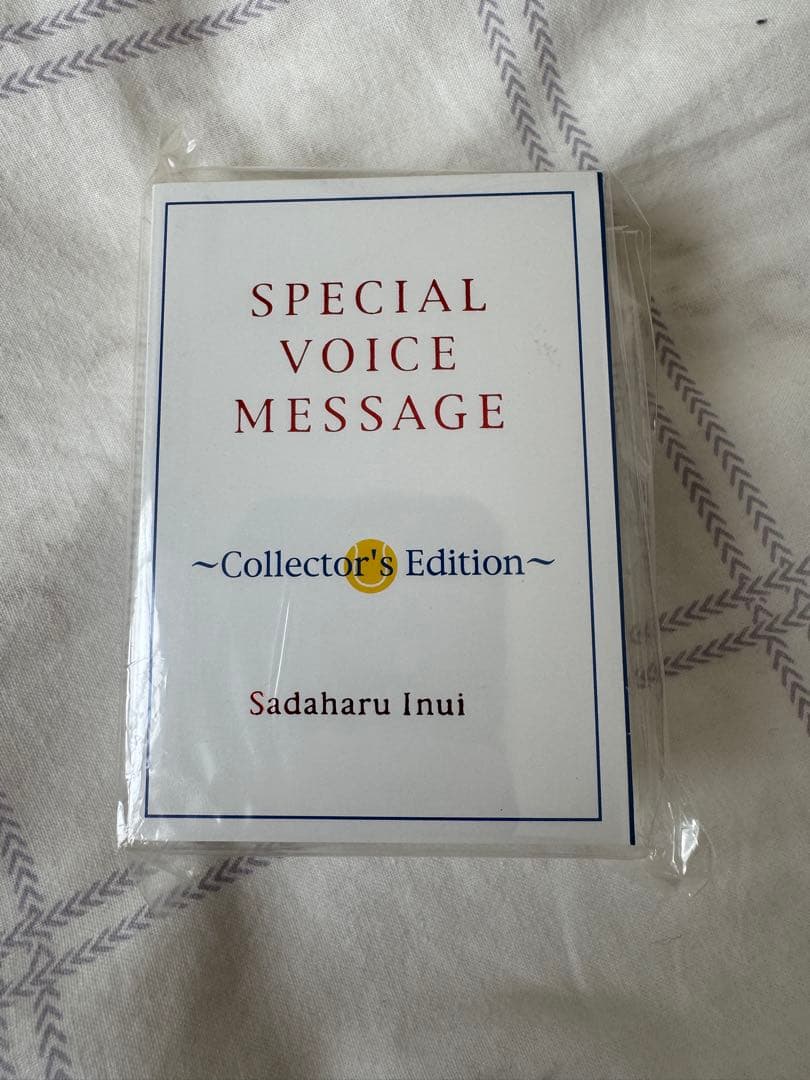 SPECIAL
VOICE
MESSAGE
~Collector's Edition~
Sadaharu Inui